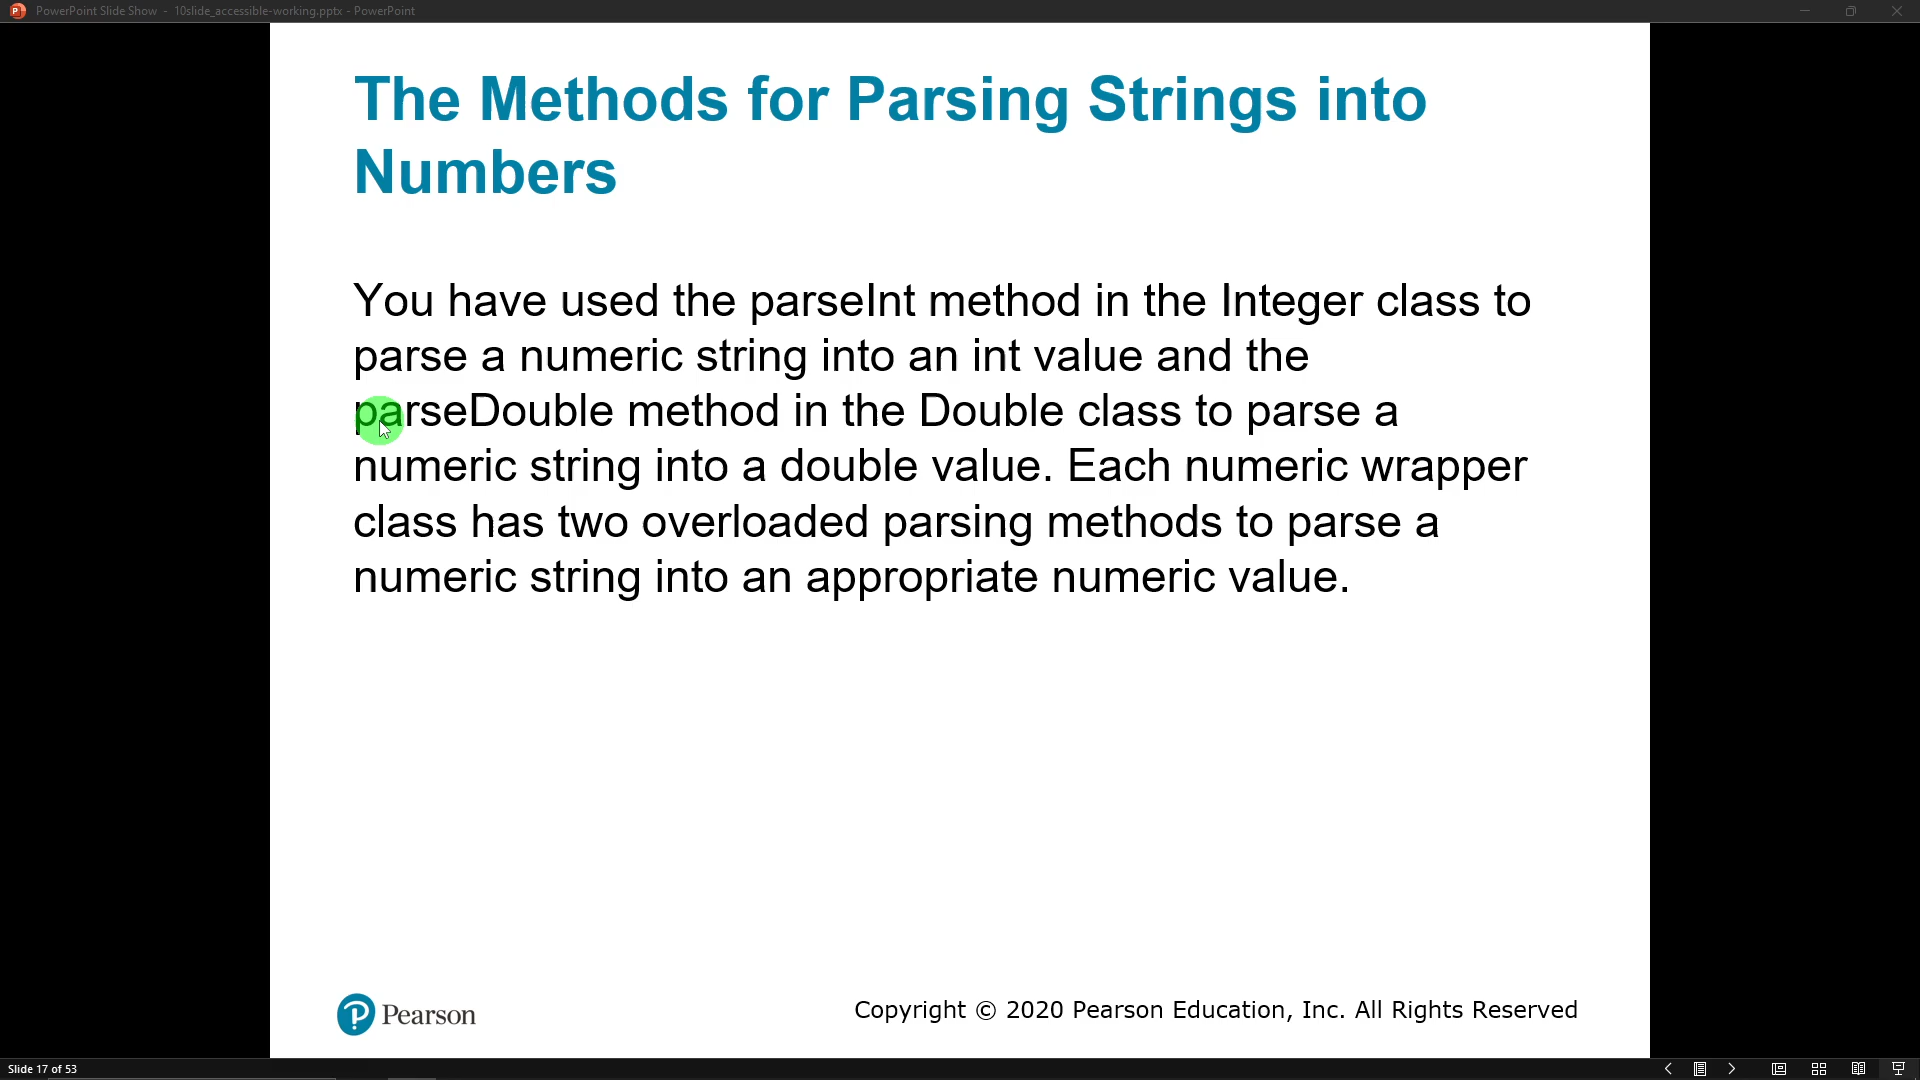 PowerPoint Slide Show - 10slide_accessible-working.pptx - PowerPoint
The Methods for Parsing Strings into
Numbers
You have used the parseInt method in the Integer class to
parse a numeric string into an int value and the
parseDouble method in the Double class to parse a
numeric string into a double value. Each numeric wrapper
class has two overloaded parsing methods to parse a
numeric string into an appropriate numeric value.
Pearson
Copyright © 2020 Pearson Education, Inc. All Rights Reserved
Slide 17 of 53